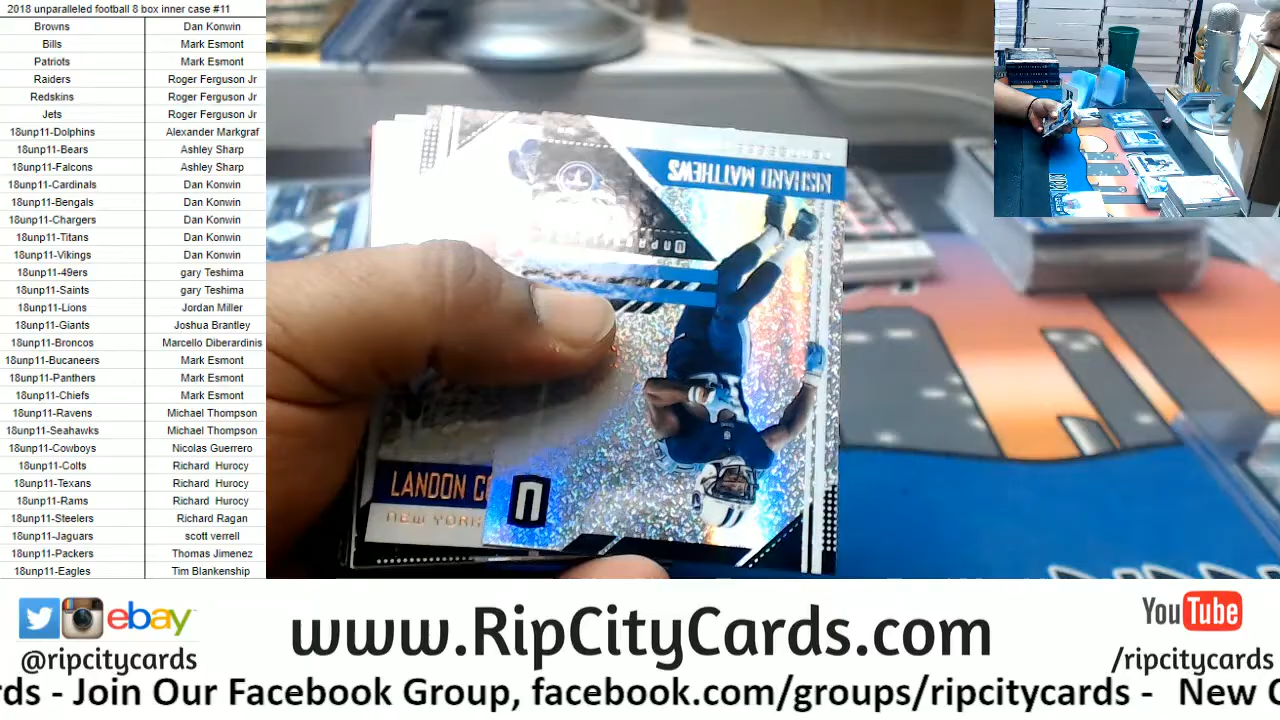 2018 unparalleled football 8 box inner case #11
Browns Dan Konwin
Bills Mark Esmont
Patriots Mark Esmont
Raiders Roger Ferguson Jr
Redskins Roger Ferguson Jr
Jets Roger Ferguson Jr
18unp11-Dolphins Alexander Markgraf
18unp11-Bears Ashley Sharp
18unp11-Falcons Ashley Sharp
18unp11-Cardinals Dan Konwin
18unp11-Bengals Dan Konwin
18unp11-Chargers Dan Konwin
18unp11-Titans Dan Konwin
18unp11-Vikings Dan Konwin
18unp11-49ers gary Teshima
18unp11-Saints gary Teshima
18unp11-Lions Jordan Miller
18unp11-Giants Joshua Brantley
18unp11-Broncos Marcello Diberardinis
18unp11-Bucaneers Mark Esmont
18unp11-Panthers Mark Esmont
18unp11-Chiefs Mark Esmont
18unp11-Ravens Michael Thompson
18unp11-Seahawks Michael Thompson
18unp11-Cowboys Nicolas Guerrero
18unp11-Colts Richard Hurocy
18unp11-Texans Richard Hurocy
18unp11-Rams Richard Hurocy
18unp11-Steelers Richard Ragan
18unp11-Jaguars scott verrell
18unp11-Packers Thomas Jimenez
18unp11-Eagles Tim Blankenship
RISHARD MATTHEWS
LANDON C
NEW YORK
U
ebay
@ripcitycards
www.RipCityCards.com
YouTube
/ripcitycards
ds - Join Our Facebook Group, facebook.com/groups/ripcitycards - New